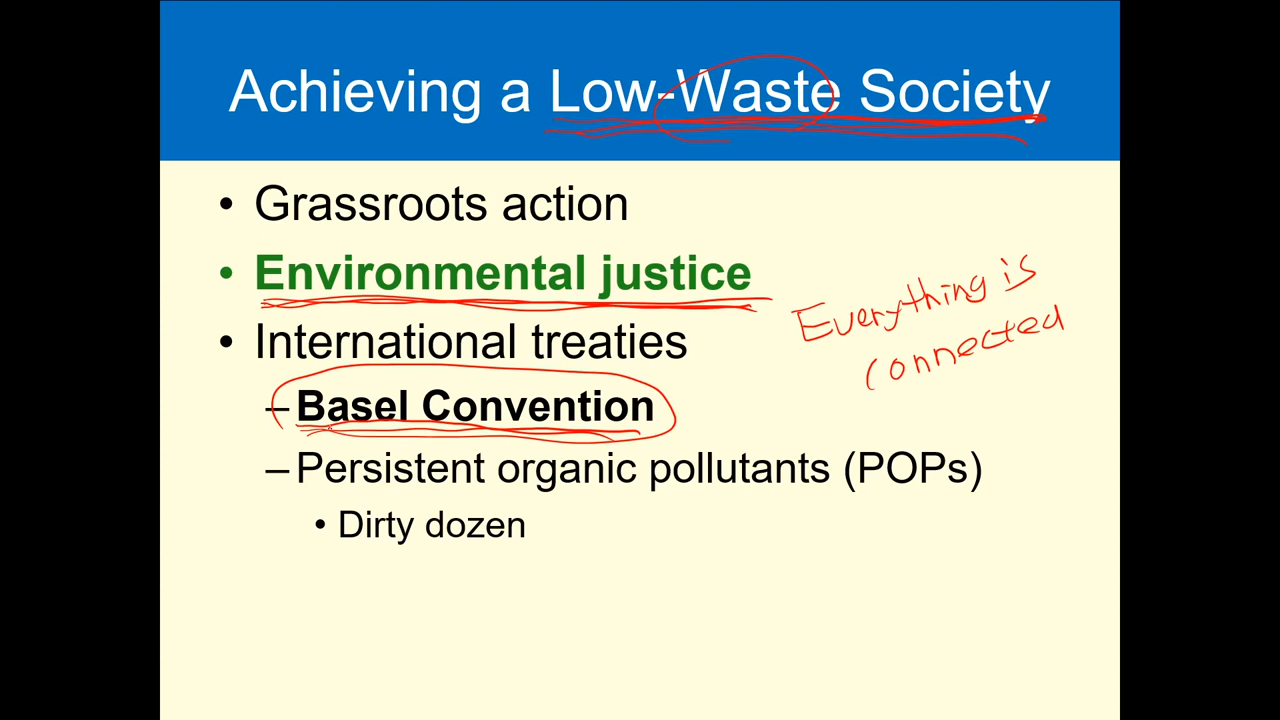 Achieving a Low-Waste Society
• Grassroots action
• Environmental justice
Everything is
connected
• International treaties
– Basel Convention
– Persistent organic pollutants (POPs)
• Dirty dozen